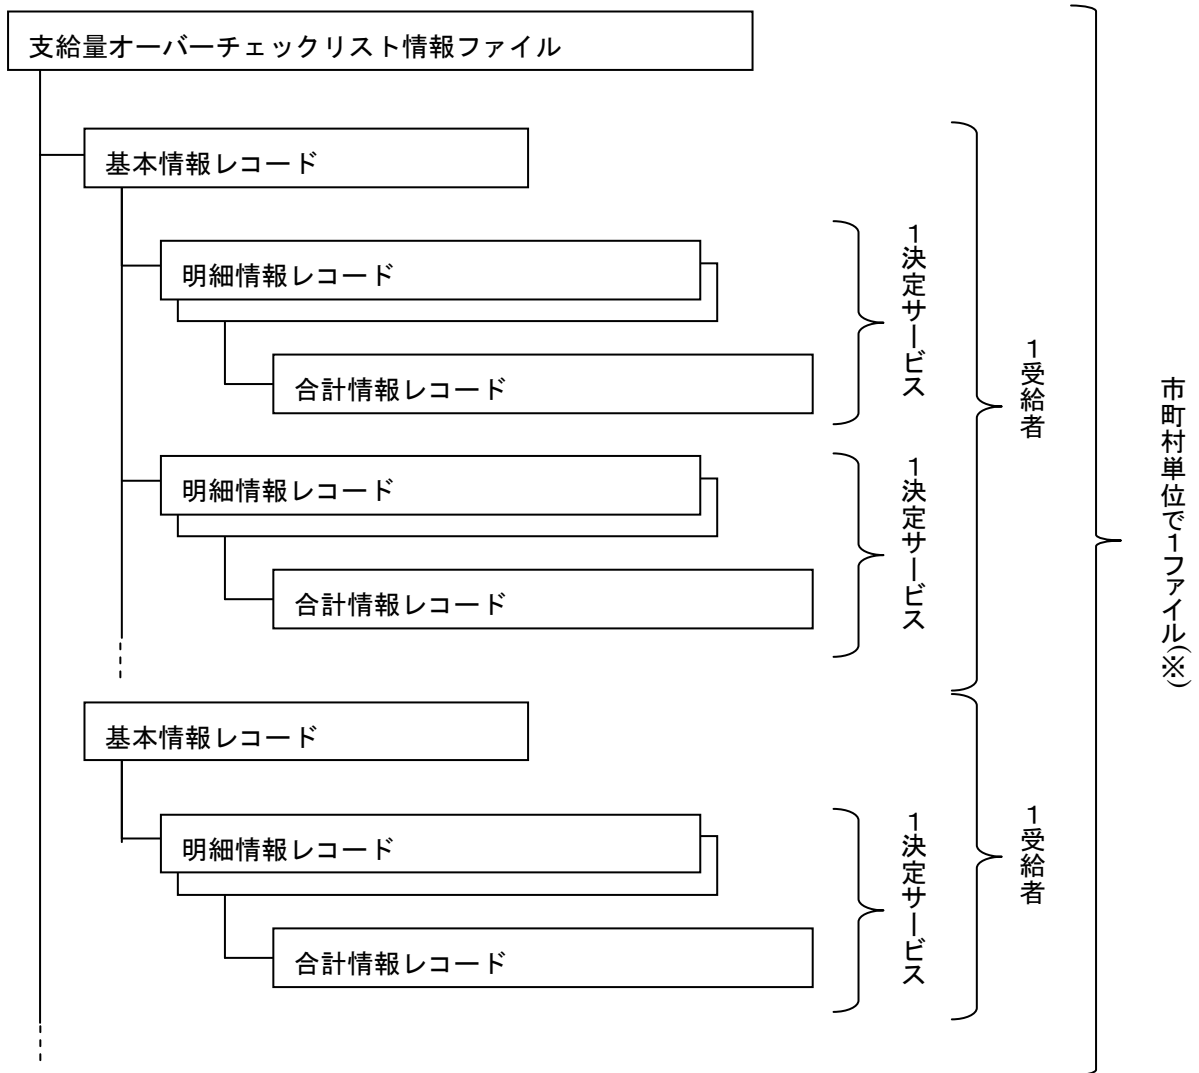 支給量オーバーチェックリスト情報ファイル
基本情報レコード
明細情報レコード
合計情報レコード
1決定サービス
明細情報レコード
合計情報レコード
1決定サービス
1受給者
基本情報レコード
明細情報レコード
合計情報レコード
1決定サービス
1受給者
市町村単位で1ファイル(※)